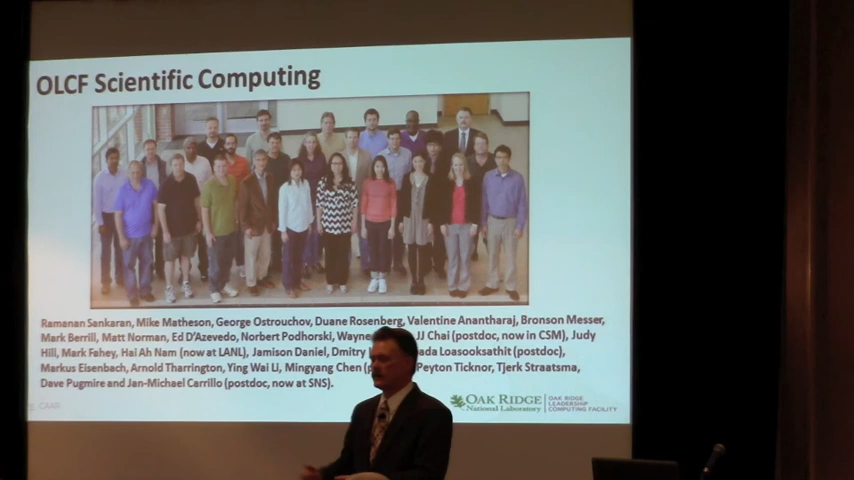 OLCF Scientific Computing
Ramanan Sankaran, Mike Matheson, George Ostrouchov, Duane Rosenberg, Valentine Anantharaj, Bronson Messer,
Mark Berrill, Matt Norman, Ed D'Azevedo, Norbert Podhorski, Wayne JJ Chai (postdoc, now in CSM), Judy
Hill, Mark Fahey, Hai Ah Nam (now at LANL), Jamison Daniel, Dmitry Loasooksathit (postdoc),
Markus Eisenbach, Arnold Tharrington, Ying Wai Li, Mingyang Chen Peyton Ticknor, Tjerk Straatsma,
Dave Pugmire and Jan-Michael Carrillo (postdoc, now at SNS).
OAK RIDGE
National Laboratory
OAK RIDGE
LEADERSHIP
COMPUTING FACILITY
CAAR